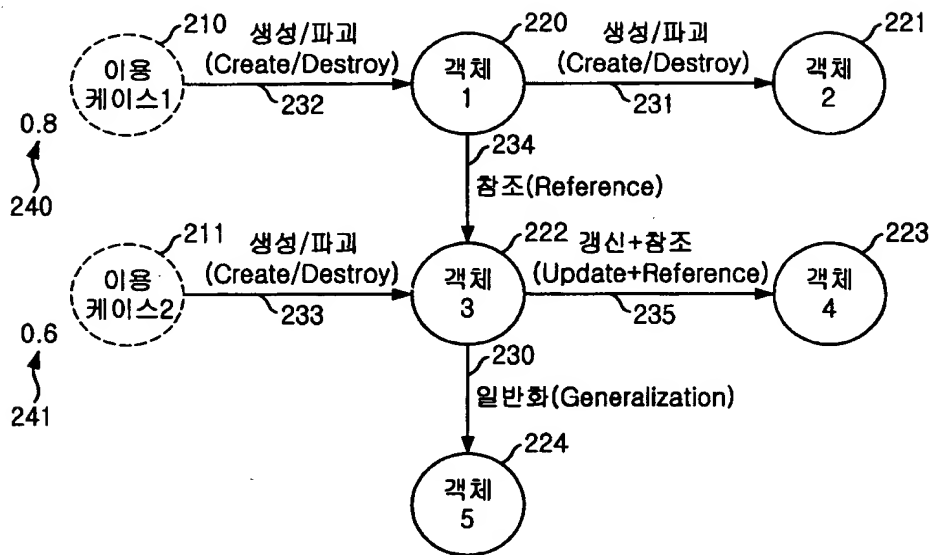 210
이용
케이스1
생성/파괴
(Create/Destroy)
232
220
객체
1
생성/파괴
(Create/Destroy)
231
221
객체
2
0.8
240
234
참조(Reference)
211
이용
케이스2
생성/파괴
(Create/Destroy)
233
222
객체
3
갱신+참조
(Update+Reference)
235
223
객체
4
0.6
241
230
일반화(Generalization)
224
객체
5